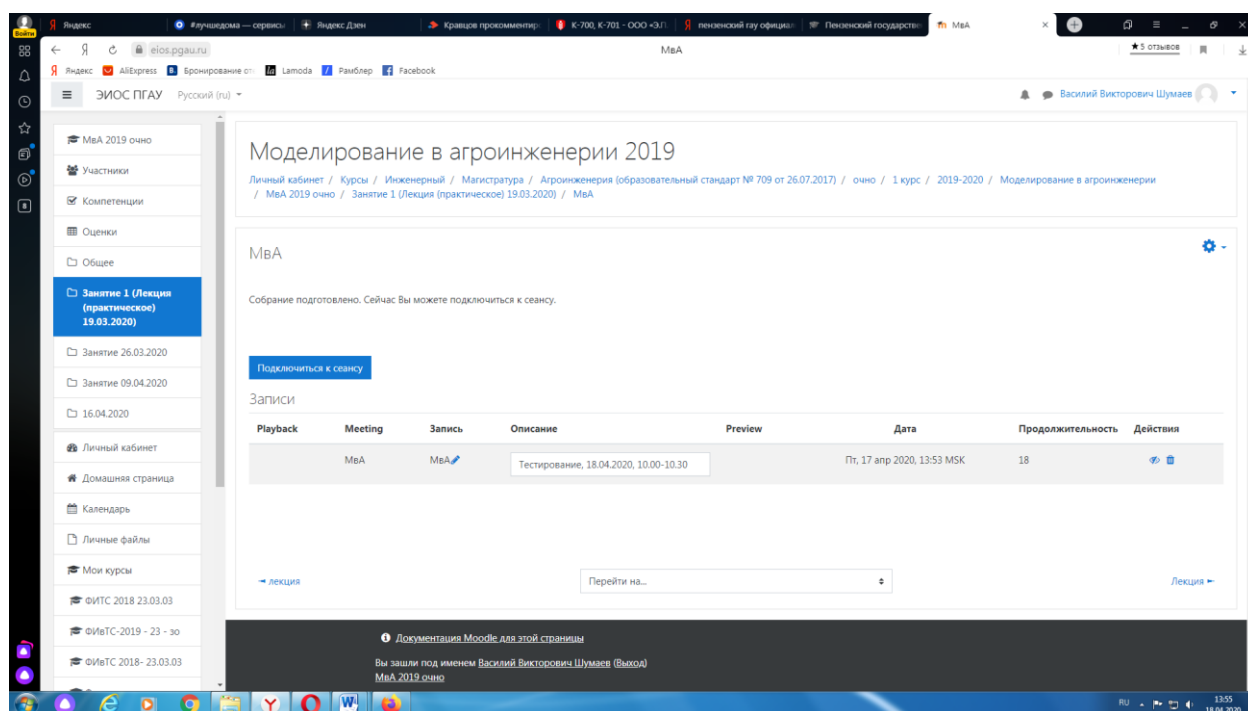 Яндекс
#лучшедома — сервисы
Яндекс.Дзен
Кравцов прокомментиро
К-700, К-701 - ООО «ЭЛ
пензенский гау официал
Пензенский государстве
МвА
Войти
eios.pgau.ru
МвА
5 отзывов
Яндекс AliExpress Бронирование оте Lamoda Рамблер Facebook
ЭИОС ПГАУ Русский (ru)
Василий Викторович Шумаев
МвА 2019 очно
Участники
Компетенции
Оценки
Общее
Занятие 1 (Лекция
(практическое)
19.03.2020)
Занятие 26.03.2020
Занятие 09.04.2020
16.04.2020
Личный кабинет
Домашняя страница
Календарь
Личные файлы
Мои курсы
ФИТС 2018 23.03.03
ФИвТС-2019 - 23 - зо
ФИвТС 2018- 23.03.03
Моделирование в агроинженерии 2019
Личный кабинет / Курсы / Инженерный / Магистратура / Агроинженерия (образовательный стандарт № 709 от 26.07.2017) / очно / 1 курс / 2019-2020 / Моделирование в агроинженерии
/ МвА 2019 очно / Занятие 1 (Лекция (практическое) 19.03.2020) / МвА
МвА
Собрание подготовлено. Сейчас Вы можете подключиться к сеансу.
Подключиться к сеансу
Записи
Playback Meeting Запись Описание Preview Дата Продолжительность Действия
МвА МвА Тестирование, 18.04.2020, 10.00-10.30 Пт, 17 апр 2020, 13:53 MSK 18
◄ лекция
Перейти на...
Лекция ►
Документация Moodle для этой страницы
Вы зашли под именем Василий Викторович Шумаев (Выход)
МвА 2019 очно
RU
13:55
18.04.2020